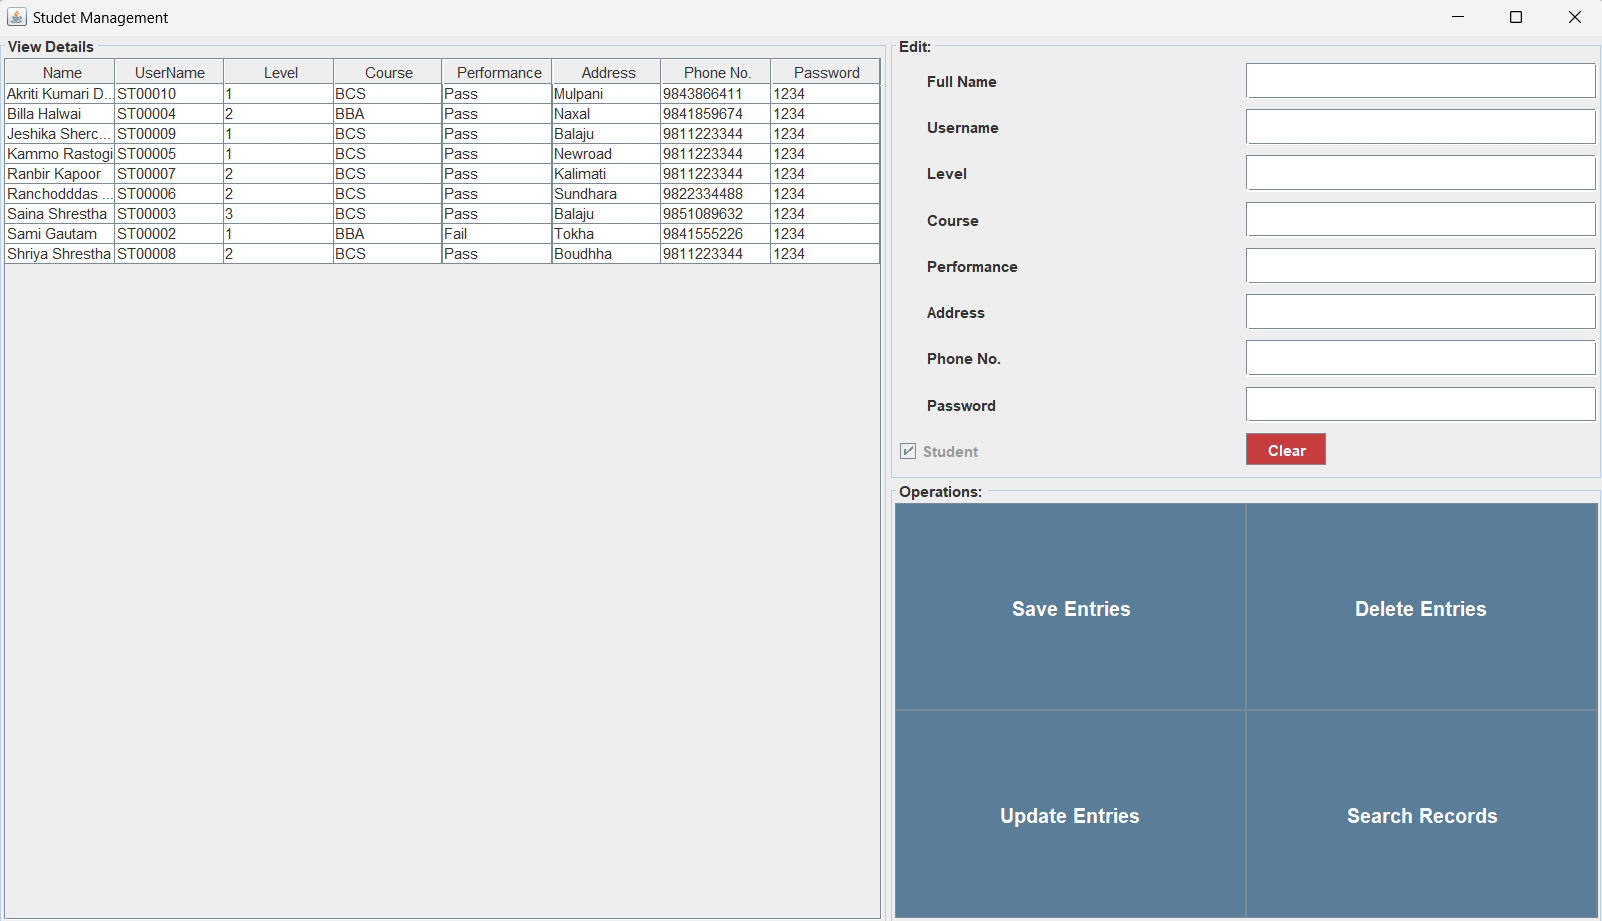 Studet Management
View Details
Name UserName Level Course Performance Address Phone No. Password
Akriti Kumari D... ST00010 1 BCS Pass Mulpani 9843866411 1234
Billa Halwai ST00004 2 BBA Pass Naxal 9841859674 1234
Jeshika Sherc... ST00009 1 BCS Pass Balaju 9811223344 1234
Kammo Rastogi ST00005 1 BCS Pass Newroad 9811223344 1234
Ranbir Kapoor ST00007 2 BCS Pass Kalimati 9811223344 1234
Ranchodddas ... ST00006 2 BCS Pass Sundhara 9822334488 1234
Saina Shrestha ST00003 3 BCS Pass Balaju 9851089632 1234
Sami Gautam ST00002 1 BBA Fail Tokha 9841555226 1234
Shriya Shrestha ST00008 2 BCS Pass Boudhha 9811223344 1234
Edit:
Full Name
Username
Level
Course
Performance
Address
Phone No.
Password
Student Clear
Operations:
Save Entries Delete Entries
Update Entries Search Records